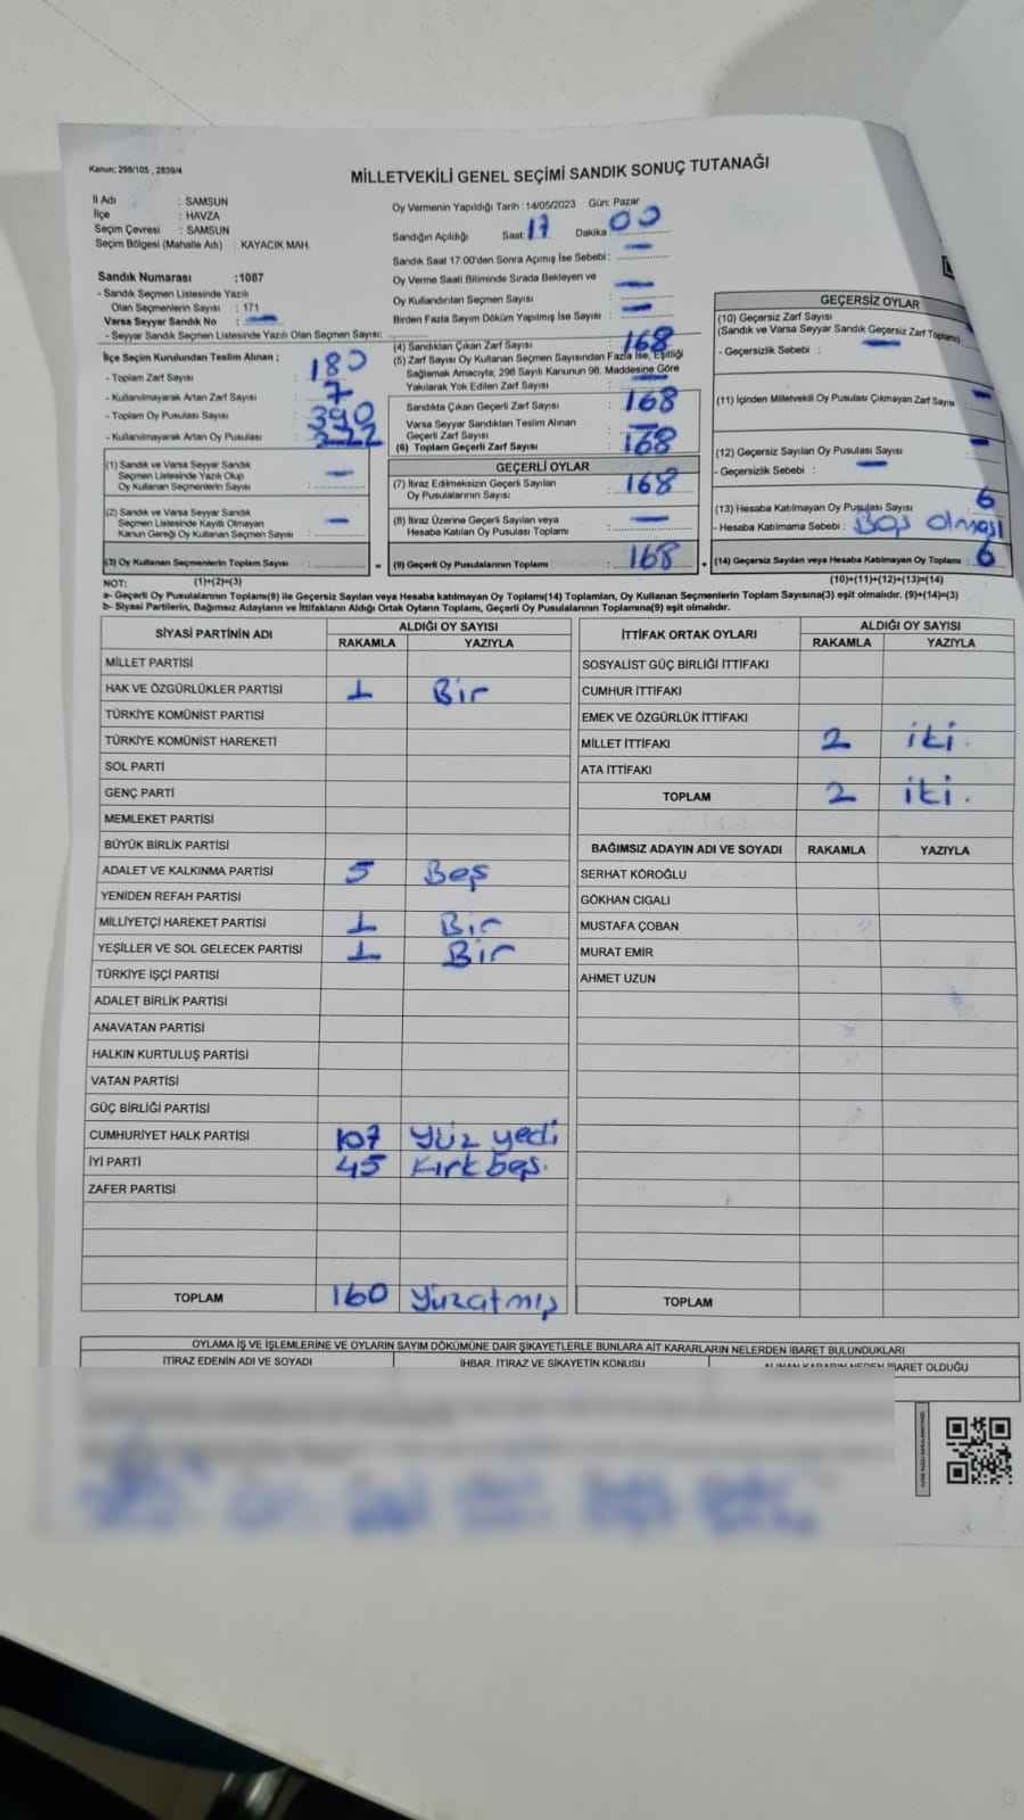 Kanun: 298/105, 2839/4
MİLLETVEKİLİ GENEL SEÇİMİ SANDIK SONUÇ TUTANAĞI
İl Adı : SAMSUN
İlçe : HAVZA
Seçim Çevresi : SAMSUN
Seçim Bölgesi (Mahalle Adı) : KAYACIK MAH.
Sandık Numarası :1087
- Sandık Seçmen Listesinde Yazılı
Olan Seçmenlerin Sayısı : 171
Varsa Seyyar Sandık No : —
- Seyyar Sandık Seçmen Listesinde Yazılı Olan Seçmen Sayısı:
İlçe Seçim Kurulundan Teslim Alınan ;
- Toplam Zarf Sayısı : 180
- Kullanılmayarak Artan Zarf Sayısı : 7
- Toplam Oy Pusulası Sayısı : 390
- Kullanılmayarak Artan Oy Pusulası : 222
(1) Sandık ve Varsa Seyyar Sandık
Seçmen Listesinde Yazılı Olup
Oy Kullanan Seçmenlerin Sayısı : —
(2) Sandık ve Varsa Seyyar Sandık
Seçmen Listesinde Kayıtlı Olmayan
Kanun Gereği Oy Kullanan Seçmen Sayısı : —
(3) Oy Kullanan Seçmenlerin Toplam Sayısı :
Oy Vermenin Yapıldığı Tarih : 14/05/2023 Gün: Pazar
Sandığın Açıldığı Saat: 17 Dakika: 00
Sandık Saat 17:00'den Sonra Açılmış İse Sebebi : —
Oy Verme Saati Bitiminde Sırada Bekleyen ve
Oy Kullandırılan Seçmen Sayısı : —
Birden Fazla Sayım Döküm Yapılmış İse Sayısı : —
(4) Sandıktan Çıkan Zarf Sayısı : 168
(5) Zarf Sayısı Oy Kullanan Seçmen Sayısından Fazla İse, Eşitliği
Sağlamak Amacıyla; 298 Sayılı Kanunun 98. Maddesine Göre
Yakılarak Yok Edilen Zarf Sayısı :
Sandıkta Çıkan Geçerli Zarf Sayısı : 168
Varsa Seyyar Sandıktan Teslim Alınan
Geçerli Zarf Sayısı : —
(6) Toplam Geçerli Zarf Sayısı : 168
GEÇERLİ OYLAR
(7) İtiraz Edilmeksizin Geçerli Sayılan
Oy Pusulalarının Sayısı : 168
(8) İtiraz Üzerine Geçerli Sayılan veya
Hesaba Katılan Oy Pusulası Toplamı : —
(9) Geçerli Oy Pusulalarının Toplamı : 168
GEÇERSİZ OYLAR
(10) Geçersiz Zarf Sayısı
(Sandık ve Varsa Seyyar Sandık Geçersiz Zarf Toplamı)
- Geçersizlik Sebebi : —
(11) İçinden Milletvekili Oy Pusulası Çıkmayan Zarf Sayısı —
(12) Geçersiz Sayılan Oy Pusulası Sayısı —
- Geçersizlik Sebebi : —
(13) Hesaba Katılmayan Oy Pusulası Sayısı 6
- Hesaba Katılmama Sebebi : Boş olması
(14) Geçersiz Sayılan veya Hesaba Katılmayan Oy Toplamı : 6
NOT: (1)+(2)=(3) (10)+(11)+(12)+(13)=(14)
a- Geçerli Oy Pusulalarının Toplamı(9) ile Geçersiz Sayılan veya Hesaba katılmayan Oy Toplamı(14) Toplamları, Oy Kullanan Seçmenlerin Toplam Sayısına(3) eşit olmalıdır. (9)+(14)=(3)
b- Siyasi Partilerin, Bağımsız Adayların ve İttifakların Aldığı Ortak Oyların Toplamı, Geçerli Oy Pusulalarının Toplamına(9) eşit olmalıdır.
SİYASİ PARTİNİN ADI ALDIĞI OY SAYISI
RAKAMLA YAZIYLA
MİLLET PARTİSİ
HAK VE ÖZGÜRLÜKLER PARTİSİ 1 Bir
TÜRKİYE KOMÜNİST PARTİSİ
TÜRKİYE KOMÜNİST HAREKETİ
SOL PARTİ
GENÇ PARTİ
MEMLEKET PARTİSİ
BÜYÜK BİRLİK PARTİSİ
ADALET VE KALKINMA PARTİSİ 5 Beş
YENİDEN REFAH PARTİSİ
MİLLİYETÇİ HAREKET PARTİSİ 1 Bir
YEŞİLLER VE SOL GELECEK PARTİSİ 1 Bir
TÜRKİYE İŞÇİ PARTİSİ
ADALET BİRLİK PARTİSİ
ANAVATAN PARTİSİ
HALKIN KURTULUŞ PARTİSİ
VATAN PARTİSİ
GÜÇ BİRLİĞİ PARTİSİ
CUMHURİYET HALK PARTİSİ 107 Yüz yedi
İYİ PARTİ 45 Kırk beş.
ZAFER PARTİSİ
TOPLAM 160 Yüzatmış
İTTİFAK ORTAK OYLARI ALDIĞI OY SAYISI
RAKAMLA YAZIYLA
SOSYALİST GÜÇ BİRLİĞİ İTTİFAKI
CUMHUR İTTİFAKI
EMEK VE ÖZGÜRLÜK İTTİFAKI
MİLLET İTTİFAKI 2 iki.
ATA İTTİFAKI
TOPLAM 2 iki.
BAĞIMSIZ ADAYIN ADI VE SOYADI RAKAMLA YAZIYLA
SERHAT KÖROĞLU
GÖKHAN CIGALI
MUSTAFA ÇOBAN
MURAT EMİR
AHMET UZUN
TOPLAM
OYLAMA İŞ VE İŞLEMLERİNE VE OYLARIN SAYIM DÖKÜMÜNE DAİR ŞİKAYETLERLE BUNLARA AİT KARARLARIN NELERDEN İBARET BULUNDUKLARI
İTİRAZ EDENİN ADI VE SOYADI İHBAR, İTİRAZ VE ŞİKAYETİN KONUSU ALINAN KARARIN NEDEN İBARET OLDUĞU